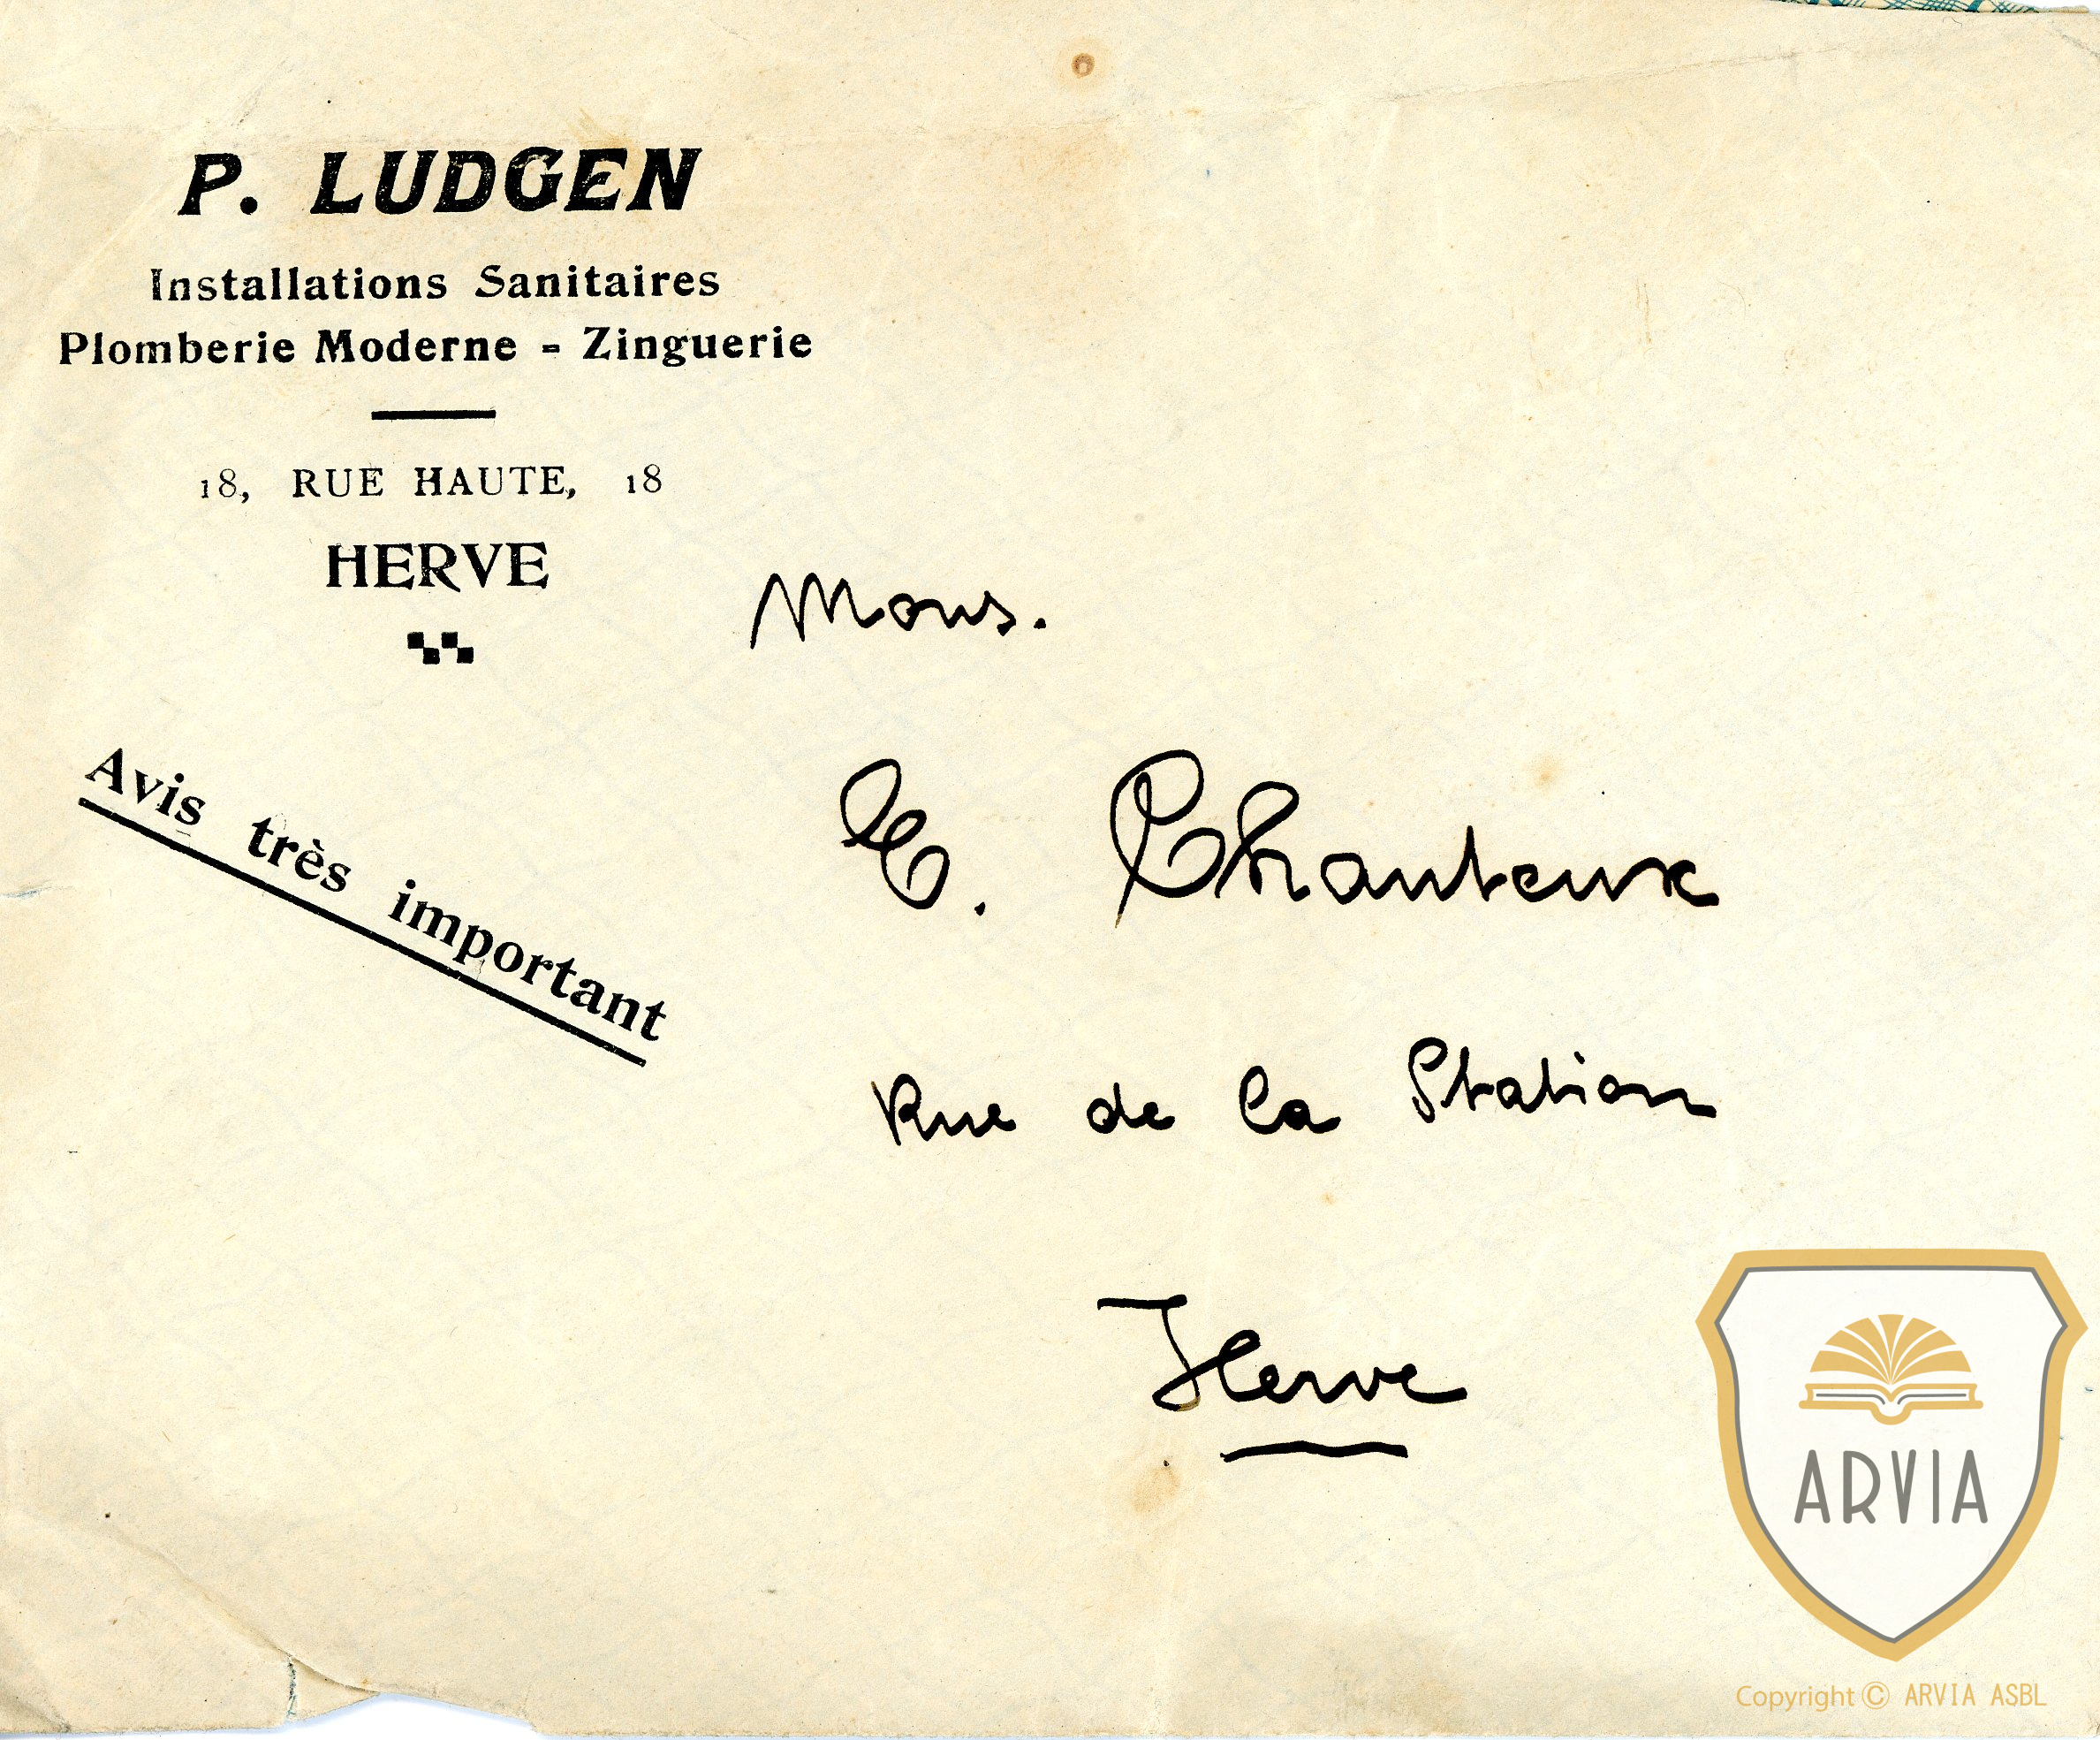 P. LUDGEN
Installations Sanitaires
Plomberie Moderne - Zinguerie
18, RUE HAUTE, 18
HERVE
Avis très important
Mons.
Chanteux
Rue de la Station
Herve
ARVIA
Copyright © ARVIA ASBL